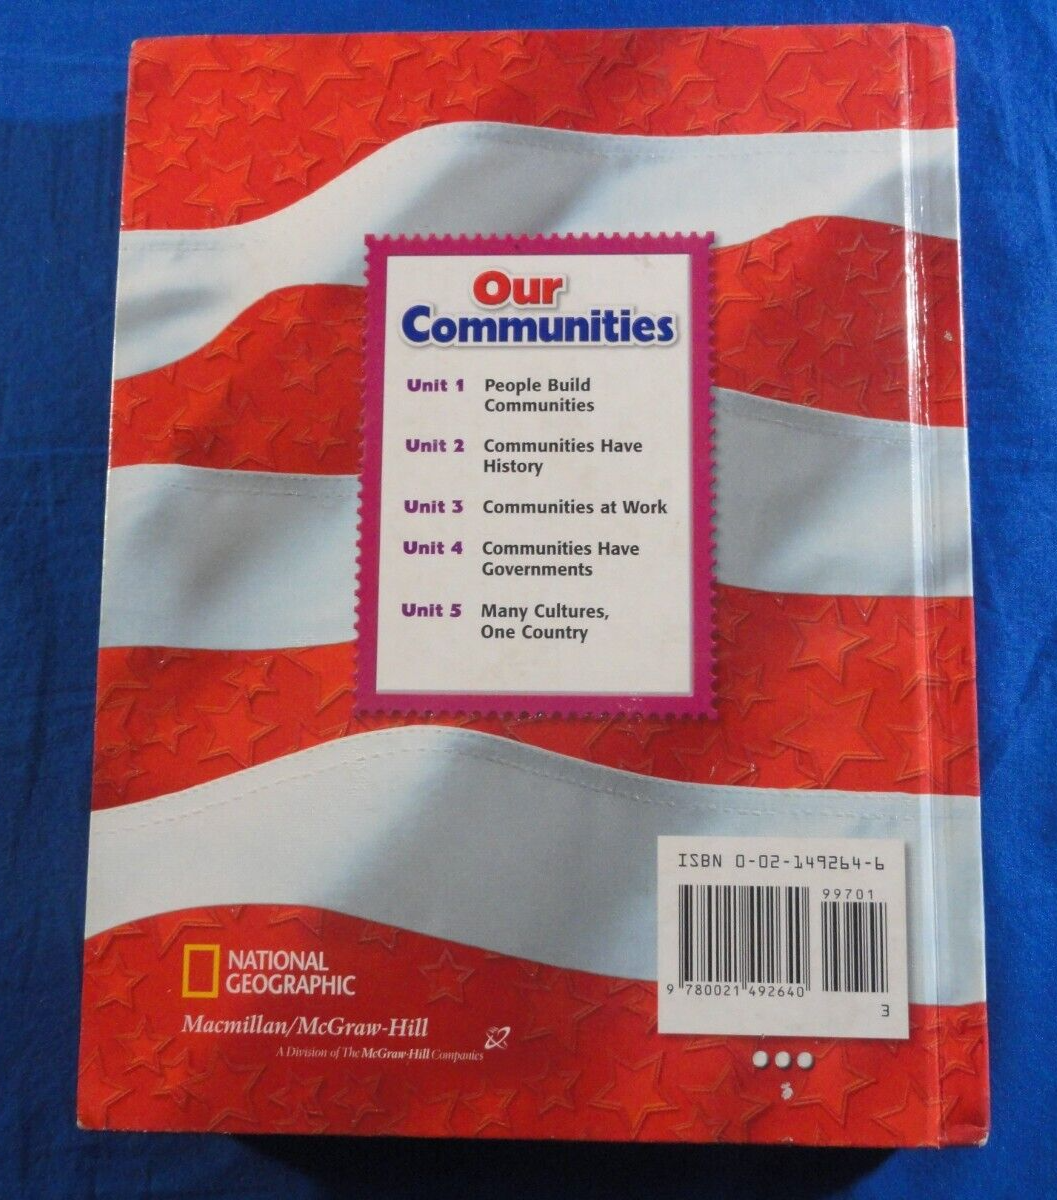 Our
Communities
Unit 1 People Build
Communities
Unit 2 Communities Have
History
Unit 3 Communities at Work
Unit 4 Communities Have
Governments
Unit 5 Many Cultures,
One Country
ISBN 0-02-149264-6
99701
9 780021 492640
3
NATIONAL
GEOGRAPHIC
Macmillan/McGraw-Hill
A Division of The McGraw-Hill Companies